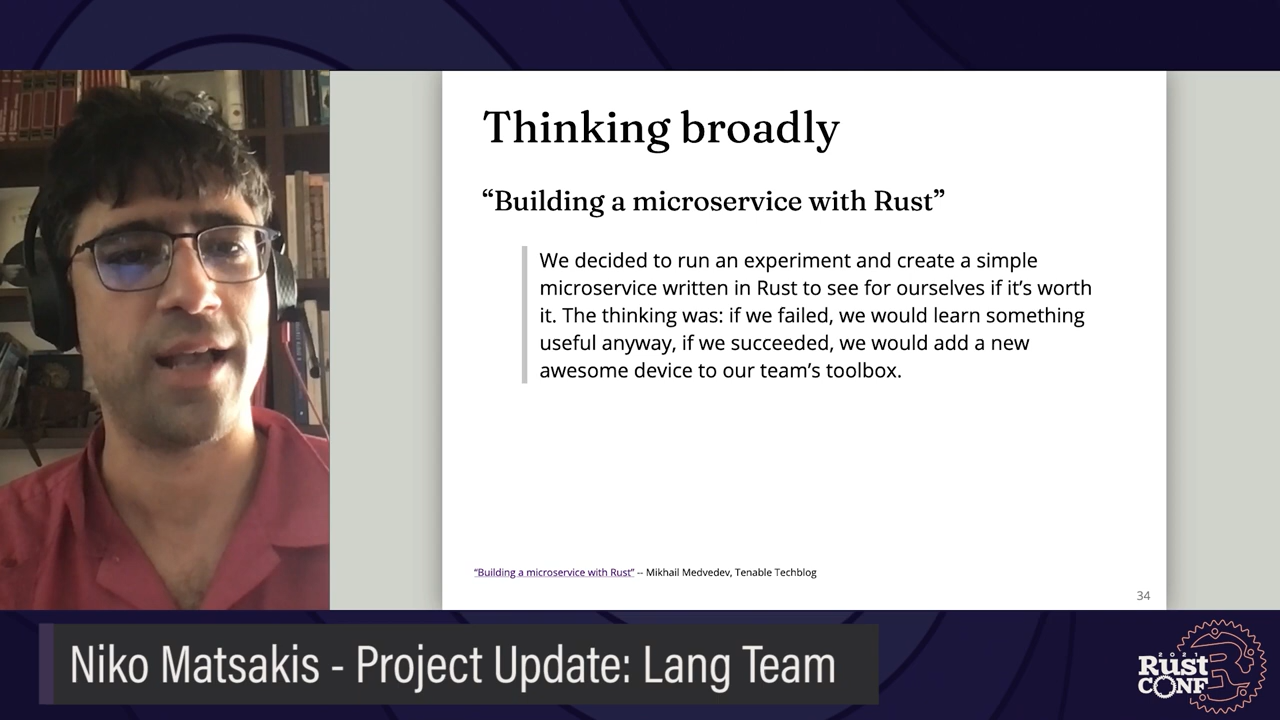 Thinking broadly
“Building a microservice with Rust”
We decided to run an experiment and create a simple
microservice written in Rust to see for ourselves if it’s worth
it. The thinking was: if we failed, we would learn something
useful anyway, if we succeeded, we would add a new
awesome device to our team’s toolbox.
“Building a microservice with Rust” -- Mikhail Medvedev, Tenable Techblog
34
Niko Matsakis - Project Update: Lang Team
Rust
CONF